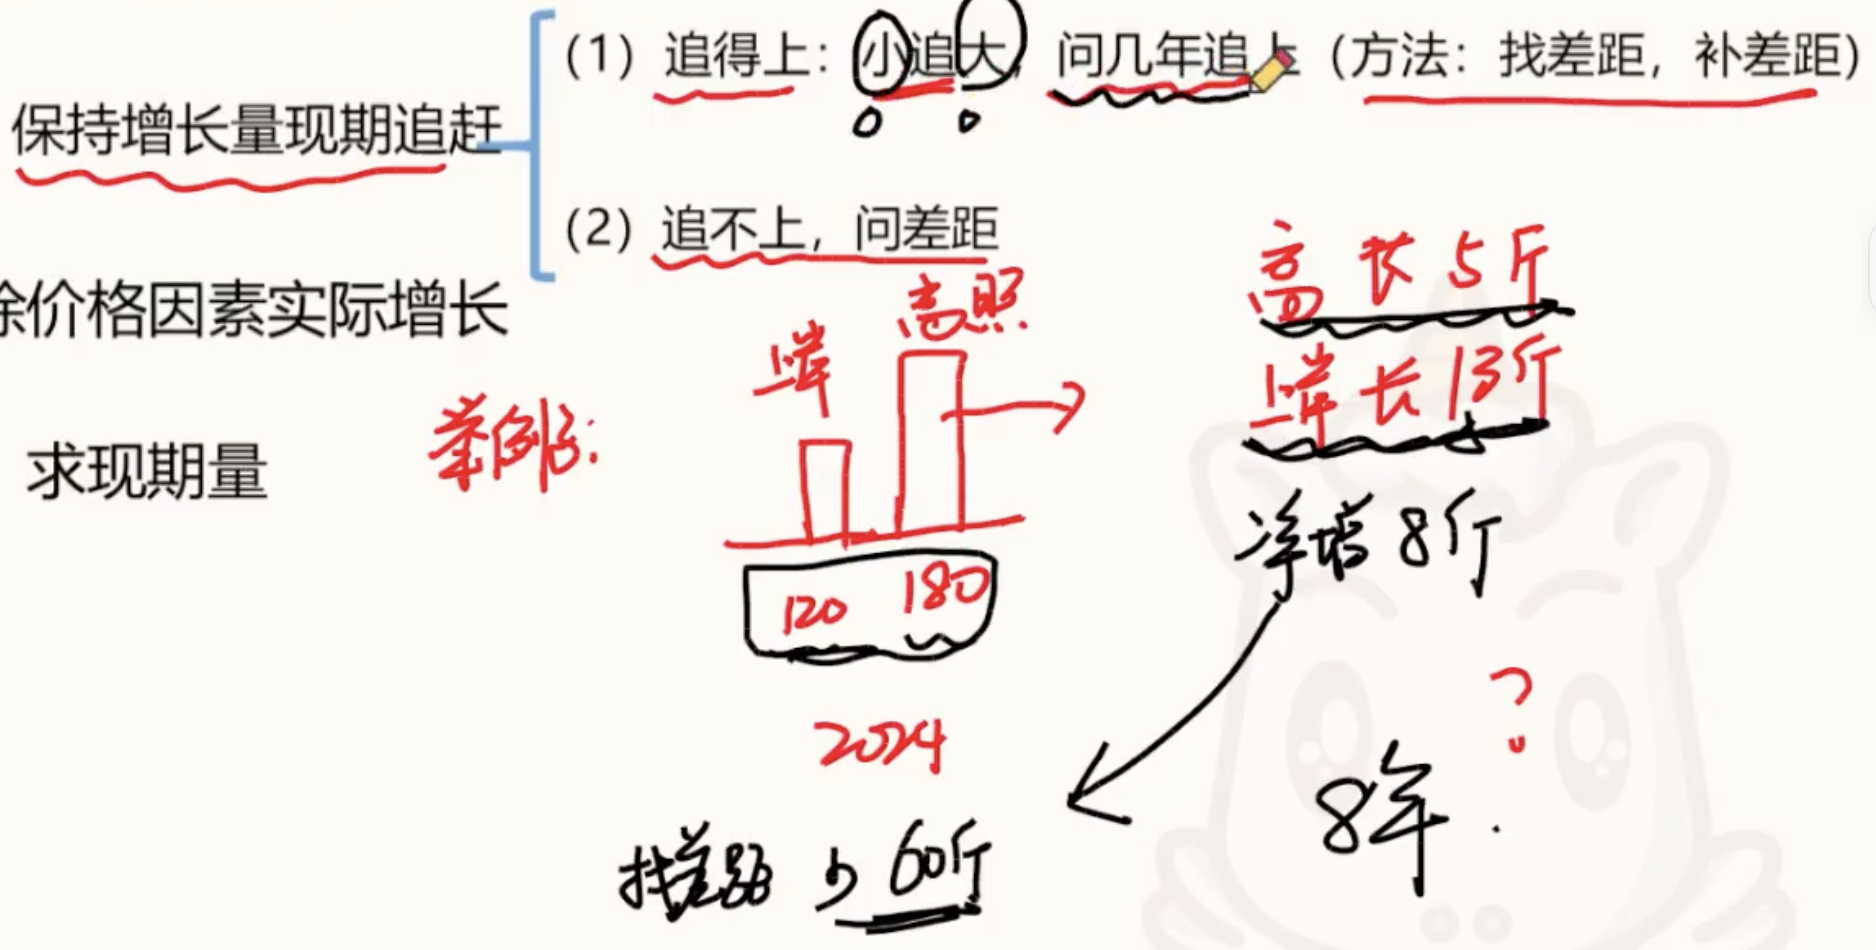 (1) 追得上：小追大，问几年追上（方法：找差距，补差距）
保持增长量现期追赶
(2) 追不上，问差距
除价格因素实际增长
求现期量
举例:
高照
120 180
2024
找差距 少 60斤
高 长 5斤
长 13斤
净增 8斤
?
8年